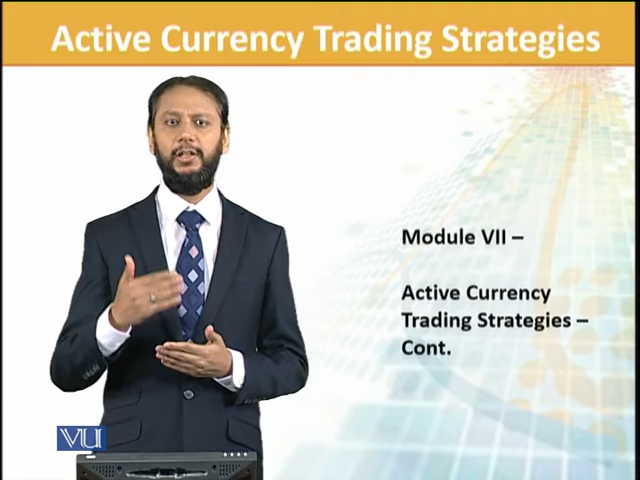 Active Currency Trading Strategies
Module VII –
Active Currency
Trading Strategies –
Cont.
VU